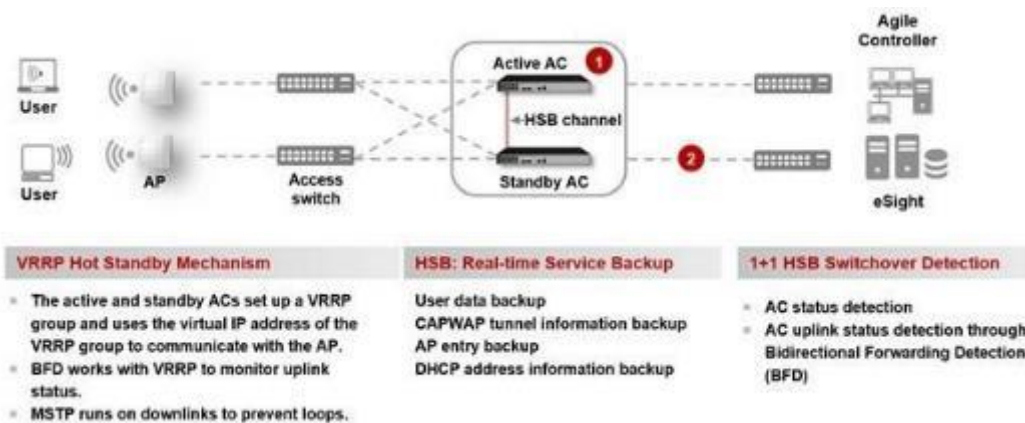 Agile
Controller
Active AC
1
User
HSB channel
2
User
AP
Access
switch
Standby AC
eSight
VRRP Hot Standby Mechanism
The active and standby ACs set up a VRRP
group and uses the virtual IP address of the
VRRP group to communicate with the AP.
BFD works with VRRP to monitor uplink
status.
MSTP runs on downlinks to prevent loops.
HSB: Real-time Service Backup
User data backup
CAPWAP tunnel information backup
AP entry backup
DHCP address information backup
1+1 HSB Switchover Detection
AC status detection
AC uplink status detection through
Bidirectional Forwarding Detection
(BFD)